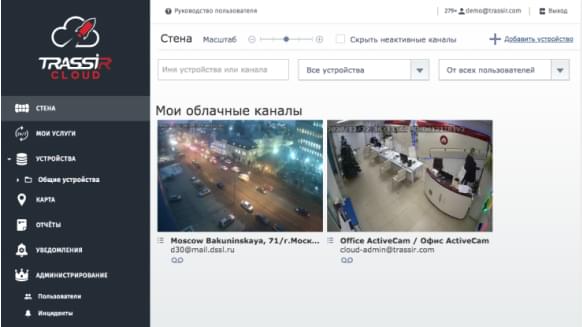 Руководство пользователя
279+ demo@trassir.com
Выход
TRASSIR
CLOUD
Стена
Масштаб
Скрыть неактивные каналы
Добавить устройство
Имя устройства или канала
Все устройства
От всех пользователей
СТЕНА
МОИ УСЛУГИ
УСТРОЙСТВА
Общие устройства
КАРТА
ОТЧЁТЫ
УВЕДОМЛЕНИЯ
АДМИНИСТРИРОВАНИЕ
Пользователи
Инциденты
Мои облачные каналы
Moscow Bakuninskaya, 71/г.Моск...
d30@mail.dssl.ru
Office ActiveCam / Офис ActiveCam
cloud-admin@trassir.com